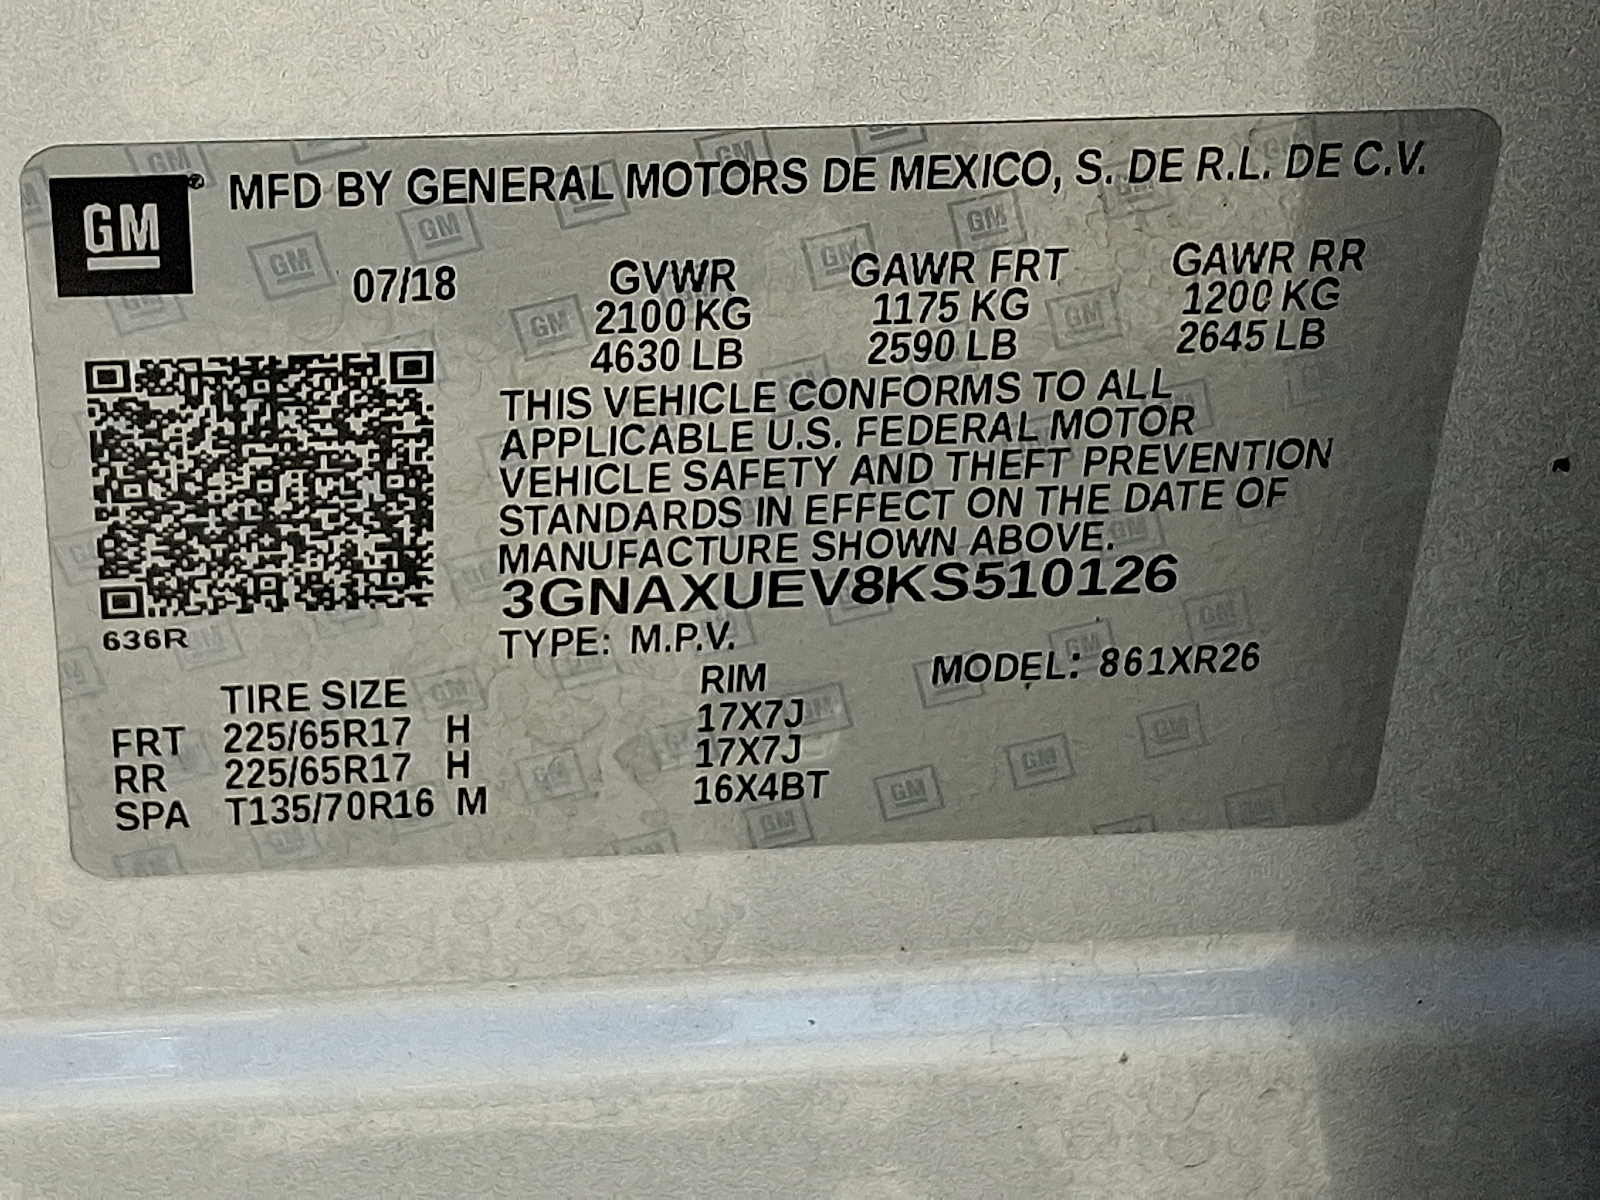 GM® MFD BY GENERAL MOTORS DE MEXICO, S. DE R.L. DE C.V.
07/18 GVWR GAWR FRT GAWR RR
2100 KG 1175 KG 1200 KG
4630 LB 2590 LB 2645 LB
THIS VEHICLE CONFORMS TO ALL
APPLICABLE U.S. FEDERAL MOTOR
VEHICLE SAFETY AND THEFT PREVENTION
STANDARDS IN EFFECT ON THE DATE OF
MANUFACTURE SHOWN ABOVE.
3GNAXUEV8KS510126
636R
TYPE: M.P.V. MODEL: 861XR26
TIRE SIZE RIM
FRT 225/65R17 H 17X7J
RR 225/65R17 H 17X7J
SPA T135/70R16 M 16X4BT